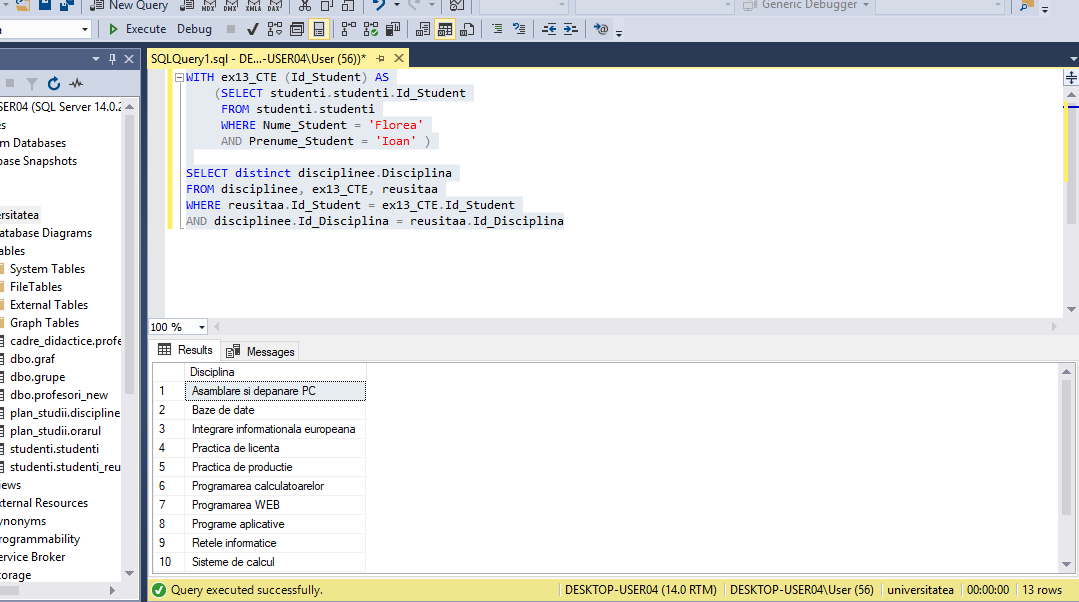 New Query MDX DMX XMLA DAX Generic Debugger
Execute Debug
SQLQuery1.sql - DE...-USER04\User (56))*
WITH ex13_CTE (Id_Student) AS
(SELECT studenti.studenti.Id_Student
FROM studenti.studenti
WHERE Nume_Student = 'Florea'
AND Prenume_Student = 'Ioan' )
SELECT distinct disciplinee.Disciplina
FROM disciplinee, ex13_CTE, reusitaa
WHERE reusitaa.Id_Student = ex13_CTE.Id_Student
AND disciplinee.Id_Disciplina = reusitaa.Id_Disciplina
SER04 (SQL Server 14.0.2
es
m Databases
base Snapshots
ersitatea
atabase Diagrams
ables
System Tables
FileTables
External Tables
Graph Tables
cadre_didactice.profe
dbo.graf
dbo.grupe
dbo.profesori_new
plan_studii.discipline
plan_studii.orarul
studenti.studenti
studenti.studenti_reu
iews
xternal Resources
ynonyms
rogrammability
ervice Broker
torage
100 %
Results Messages
Disciplina
1 Asamblare si depanare PC
2 Baze de date
3 Integrare informationala europeana
4 Practica de licenta
5 Practica de productie
6 Programarea calculatoarelor
7 Programarea WEB
8 Programe aplicative
9 Retele informatice
10 Sisteme de calcul
Query executed successfully. DESKTOP-USER04 (14.0 RTM) DESKTOP-USER04\User (56) universitatea 00:00:00 13 rows